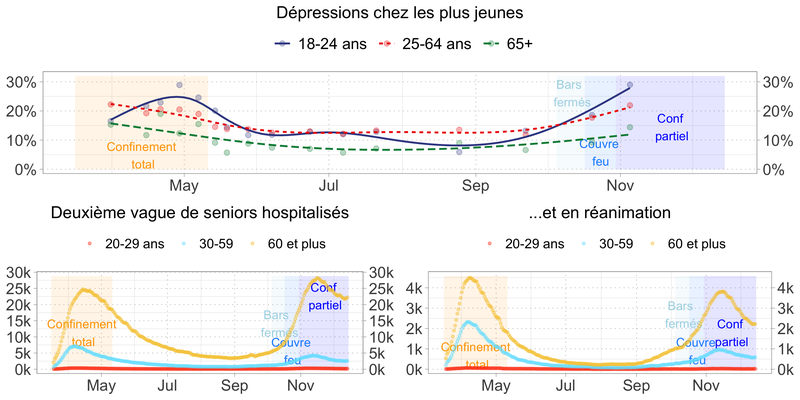 Dépressions chez les plus jeunes
18-24 ans 25-64 ans 65+
30% 30%
20% 20%
10% 10%
0% 0%
Bars
fermés
Conf
partiel
Couvre
feu
Confinement
total
May Jul Sep Nov
Deuxième vague de seniors hospitalisés
20-29 ans 30-59 60 et plus
30k 30k
25k 25k
20k 20k
15k 15k
10k 10k
5k 5k
0k 0k
Conf
partiel
Bars
fermés
Confinement
total
Couvre
feu
May Jul Sep Nov
...et en réanimation
20-29 ans 30-59 60 et plus
4k 4k
3k 3k
2k 2k
1k 1k
0k 0k
Bars
fermés
Conf
partiel
Couvre
feu
Confinement
total
May Jul Sep Nov